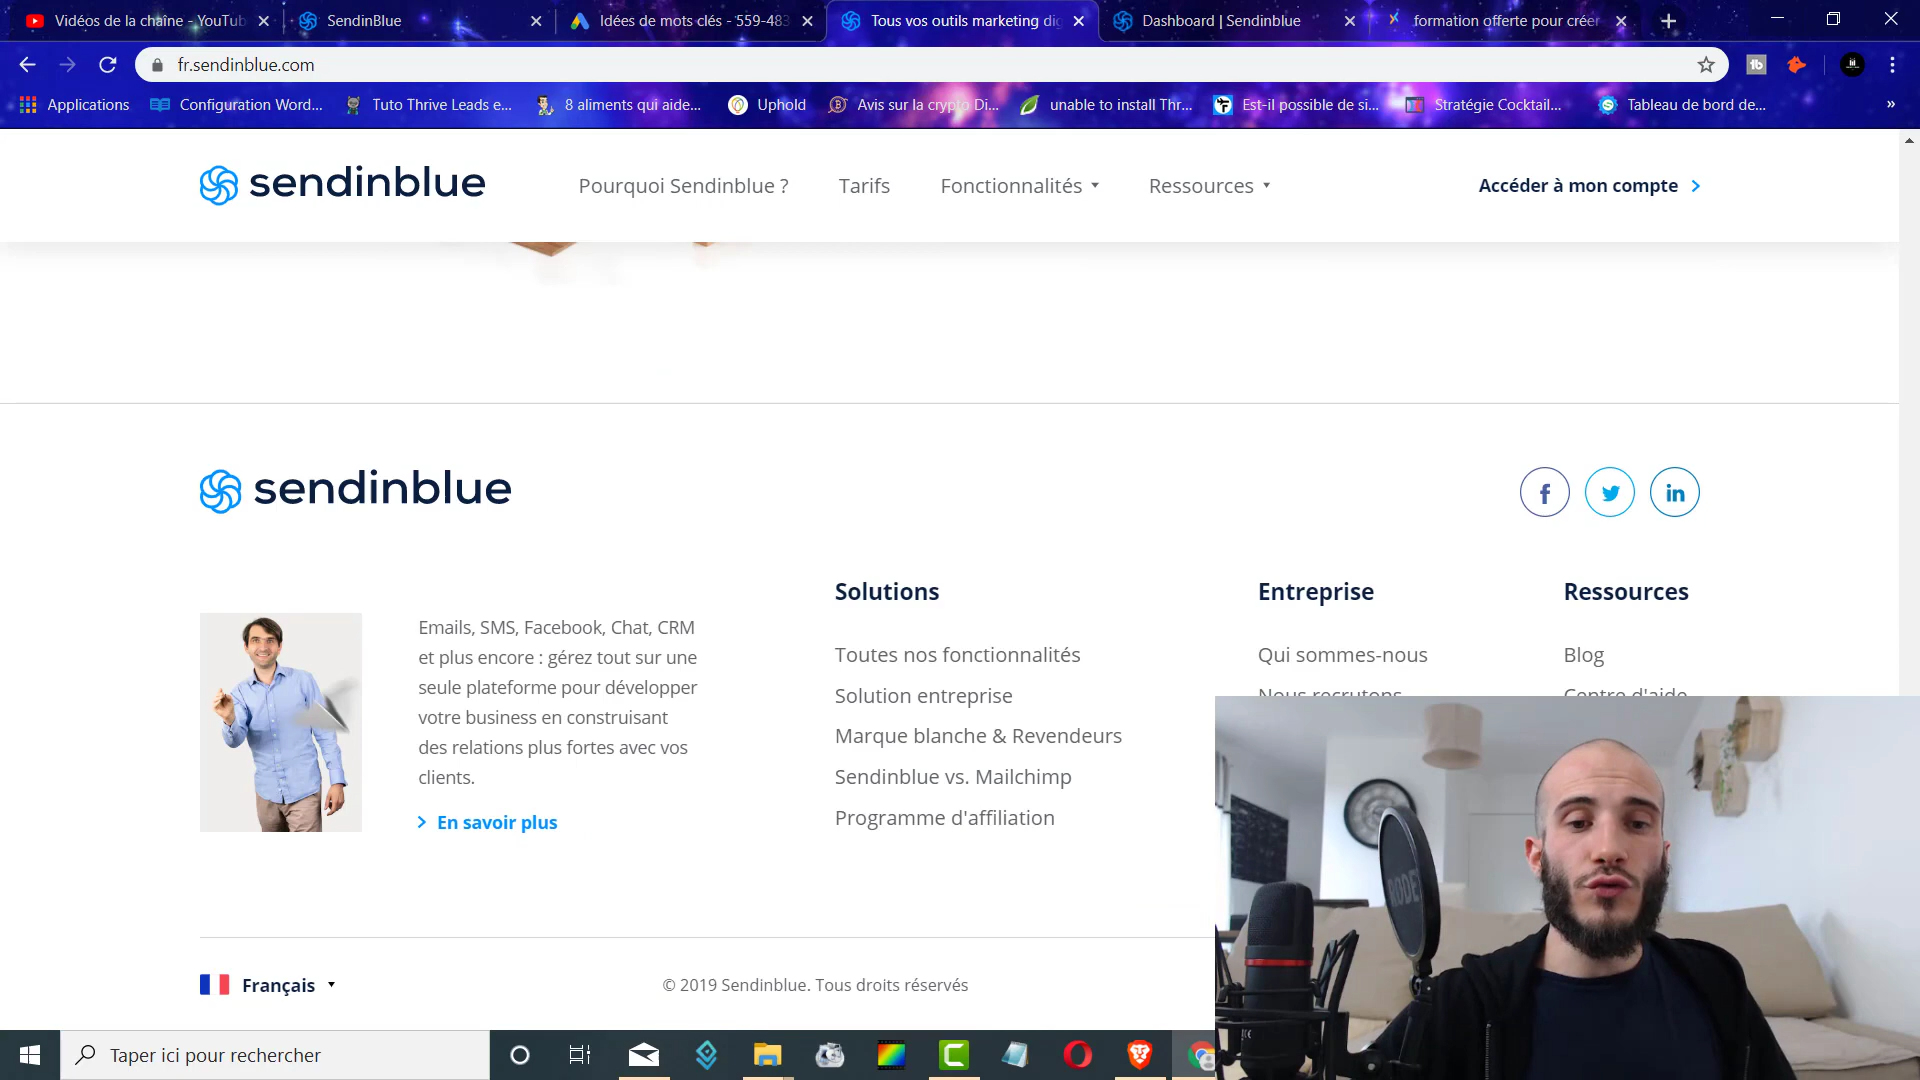 Vidéos de la chaîne - YouTub
SendinBlue
Idées de mots clés - 559-483
Tous vos outils marketing dig
Dashboard | Sendinblue
formation offerte pour créer
fr.sendinblue.com
Applications
Configuration Word...
Tuto Thrive Leads e...
8 aliments qui aide...
Uphold
Avis sur la crypto Di...
unable to install Thr...
Est-il possible de si...
Stratégie Cocktail...
Tableau de bord de...
»
sendinblue
Pourquoi Sendinblue ?
Tarifs
Fonctionnalités
Ressources
Accéder à mon compte
sendinblue
Emails, SMS, Facebook, Chat, CRM
et plus encore : gérez tout sur une
seule plateforme pour développer
votre business en construisant
des relations plus fortes avec vos
clients.
En savoir plus
Solutions
Toutes nos fonctionnalités
Solution entreprise
Marque blanche & Revendeurs
Sendinblue vs. Mailchimp
Programme d'affiliation
Entreprise
Qui sommes-nous
Nous recrutons
Ressources
Blog
Centre d'aide
RODE
Français
© 2019 Sendinblue. Tous droits réservés
Taper ici pour rechercher